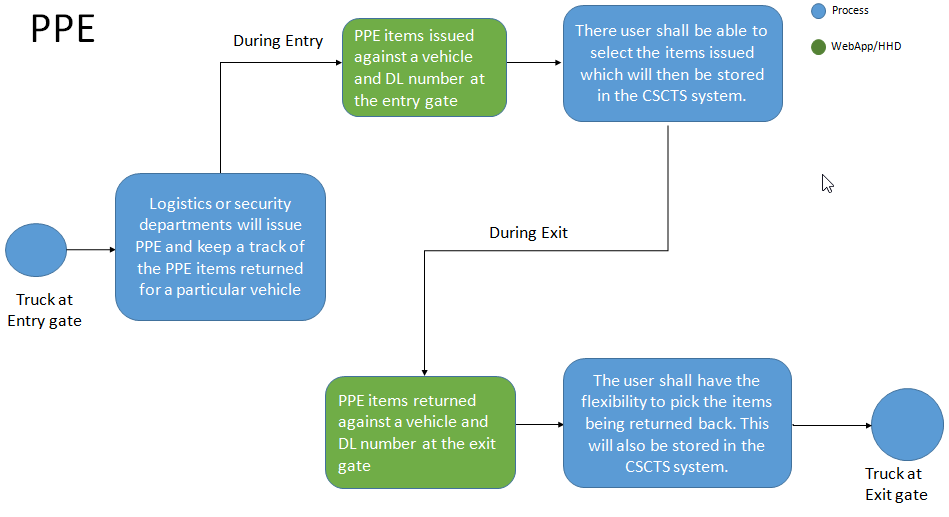 PPE
Process
WebApp/HHD
During Entry
PPE items issued
against a vehicle
and DL number at
the entry gate
There user shall be able to
select the items issued
which will then be stored
in the CSCTS system.
Logistics or security
departments will issue
PPE and keep a track of
the PPE items returned
for a particular vehicle
Truck at
Entry gate
During Exit
PPE items returned
against a vehicle and
DL number at the exit
gate
The user shall have the
flexibility to pick the items
being returned back. This
will also be stored in the
CSCTS system.
Truck at
Exit gate